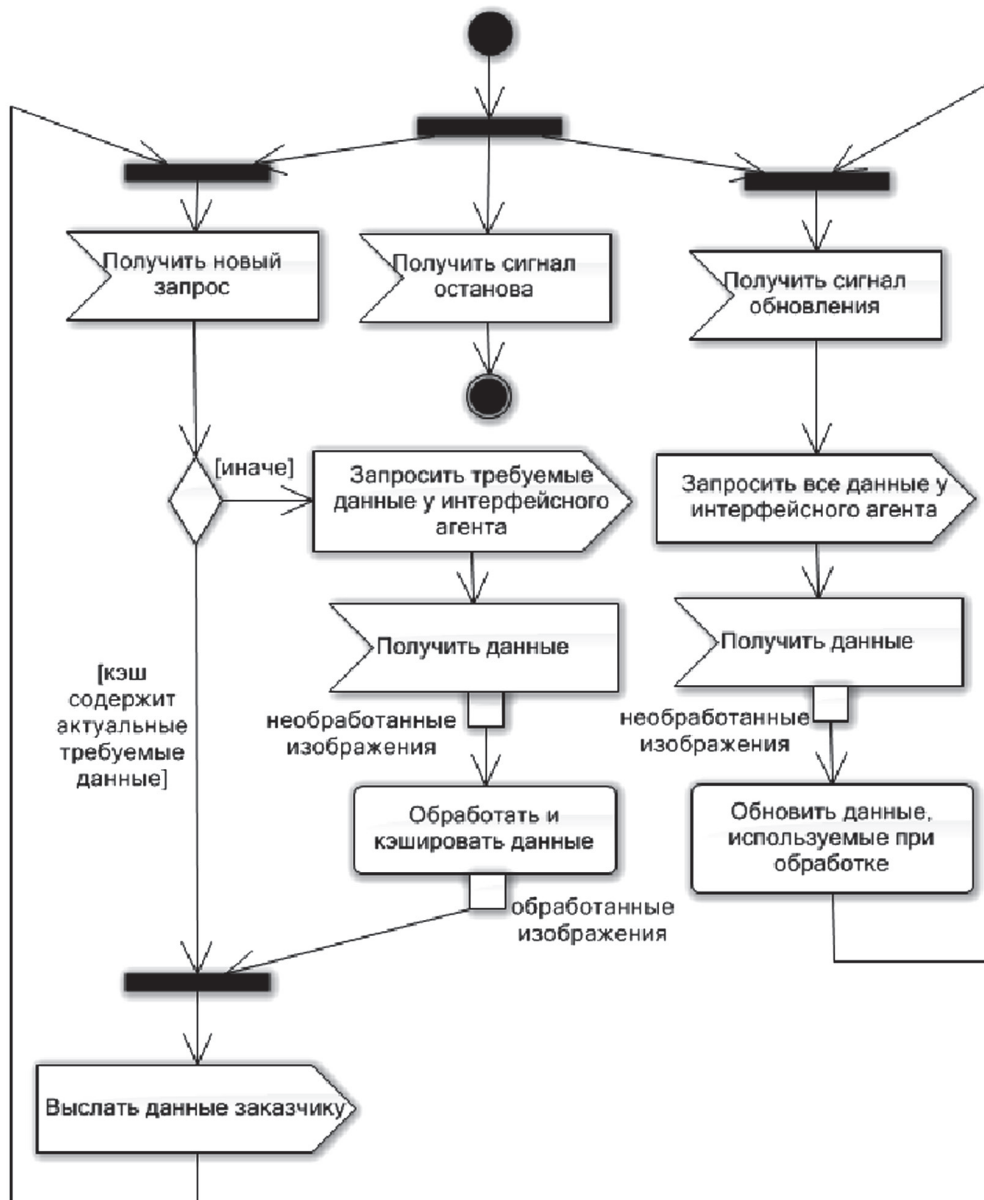 Получить новый
запрос
Получить сигнал
останова
Получить сигнал
обновления
[иначе]
Запросить требуемые
данные у интерфейсного
агента
Запросить все данные у
интерфейсного агента
[кэш
содержит
актуальные
требуемые
данные]
Получить данные
необработанные
изображения
Получить данные
необработанные
изображения
Обработать и
кэшировать данные
Обновить данные,
используемые при
обработке
обработанные
изображения
Выслать данные заказчику